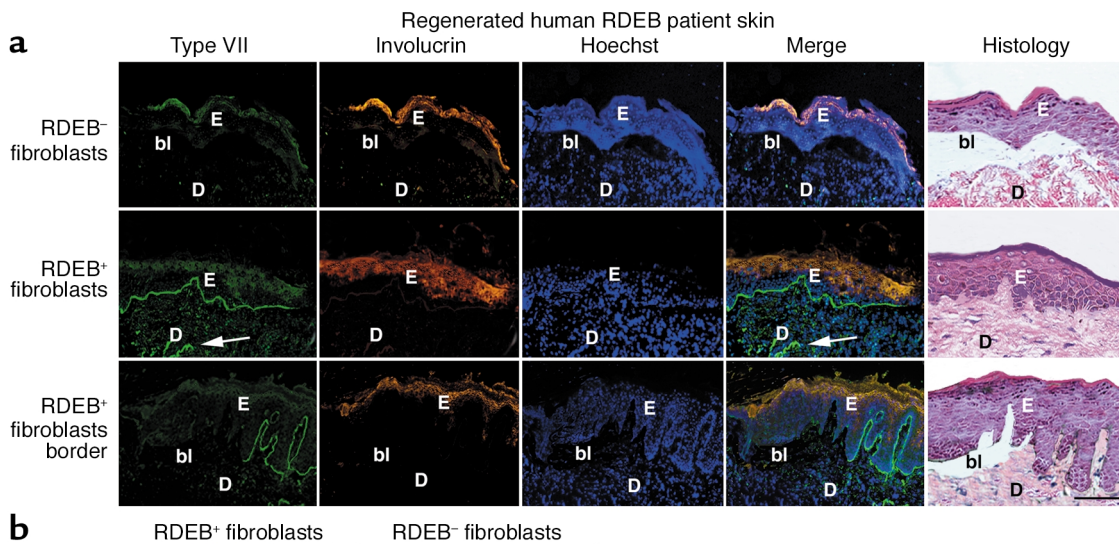 Regenerated human RDEB patient skin
a
Type VII Involucrin Hoechst Merge Histology
RDEB⁻
fibroblasts
E E E E E
bl bl bl bl bl
D D D D D
RDEB⁺
fibroblasts
E E E E E
D D D D D
RDEB⁺
fibroblasts
border
E E E E E
bl bl bl bl bl
D D D D D
b
RDEB⁺ fibroblasts RDEB⁻ fibroblasts